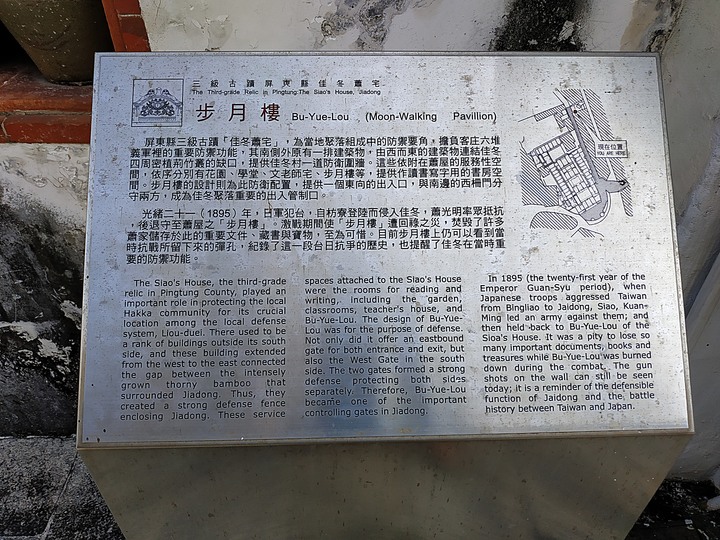 三級古蹟屏東縣佳冬蕭宅
The Third-grade Relic in Pingtung:The Siao's House, Jiadong
步月樓 Bu-Yue-Lou (Moon-Walking Pavillion)
屏東縣三級古蹟「佳冬蕭宅」，為當地聚落組成中的防禦要角，擔負客庄六堆
義軍裡的重要防禦功能，其南側外原有一排建築物，由西而東的建築物連結佳冬
四周密植莿竹叢的缺口，提供佳冬村一道防衛圍牆。這些依附在蕭屋的服務性空
間，依序分別有花園、學堂、文老師宅、步月樓等，提供作讀書寫字用的書房空
間。步月樓的設計則為此防衛配置，提供一個東向的出入口，與南邊的西柵門分
守兩方，成為佳冬聚落重要的出入管制口。
光緒二十一（1895）年，日軍犯台，自枋寮登陸而侵入佳冬，蕭光明率眾抵抗
，後退守至蕭屋之「步月樓」。激戰期間使「步月樓」遭回祿之災，焚毀了許多
蕭家儲存於此的重要文件、藏書與寶物，至為可惜。目前步月樓上仍可以看到當
時抗戰所留下來的彈孔，紀錄了這一段台日抗爭的歷史，也提醒了佳冬在當時重
要的防禦功能。
現在位置
YOU ARE HERE
The Siao's House, the third-grade
relic in Pingtung County, played an
important role in protecting the local
Hakka community for its crucial
location among the local defense
system, Liou-duei. There used to be
a rank of buildings outside its south
side, and these building extended
from the west to the east connected
the gap between the intensely
grown thorny bamboo that
surrounded Jiadong. Thus, they
created a strong defense fence
enclosing Jiadong. These service
spaces attached to the Siao's House
were the rooms for reading and
writing, including the garden,
classrooms, teacher's house, and
Bu-Yue-Lou. The design of Bu-Yue-
Lou was for the purpose of defense.
Not only did it offer an eastbound
gate for both entrance and exit, but
also the West Gate in the south
side. The two gates formed a strong
defense protecting both sides
separately. Therefore, Bu-Yue-Lou
became one of the important
controlling gates in Jiadong.
In 1895 (the twenty-first year of the
Emperor Guan-Syu period), when
Japanese troops aggressed Taiwan
from Bingliao to Jaidong, Siao, Kuan-
Ming led an army against them; and
then held back to Bu-Yue-Lou of the
Sioa's House. It was a pity to lose so
many important documents, books and
treasures while Bu-Yue-Lou was burned
down during the combat. The gun
shots on the wall can still be seen
today; it is a reminder of the defensible
function of Jaidong and the battle
history between Taiwan and Japan.